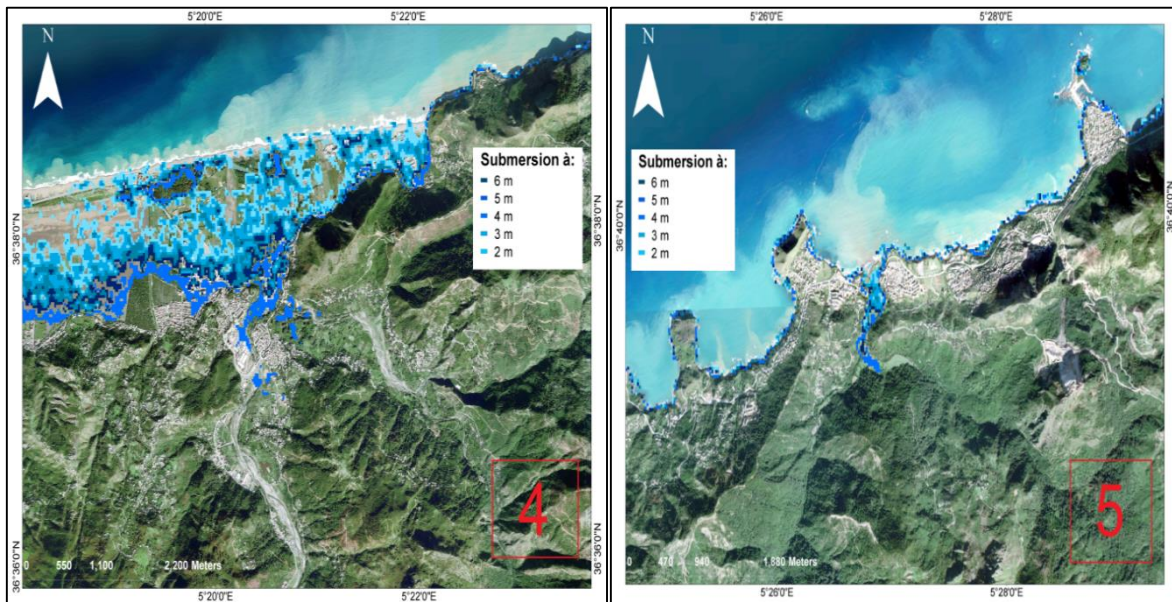 5°20'0"E 5°22'0"E
N
Submersion à:
6 m
5 m
4 m
3 m
2 m
36°38'0"N
36°38'0"N
36°36'0"N
36°36'0"N
4
0 550 1,100 2,200 Meters
5°20'0"E 5°22'0"E
5°26'0"E 5°28'0"E
N
Submersion à:
6 m
5 m
4 m
3 m
2 m
36°40'0"N
36°40'0"N
5
0 470 940 1,880 Meters
5°26'0"E 5°28'0"E